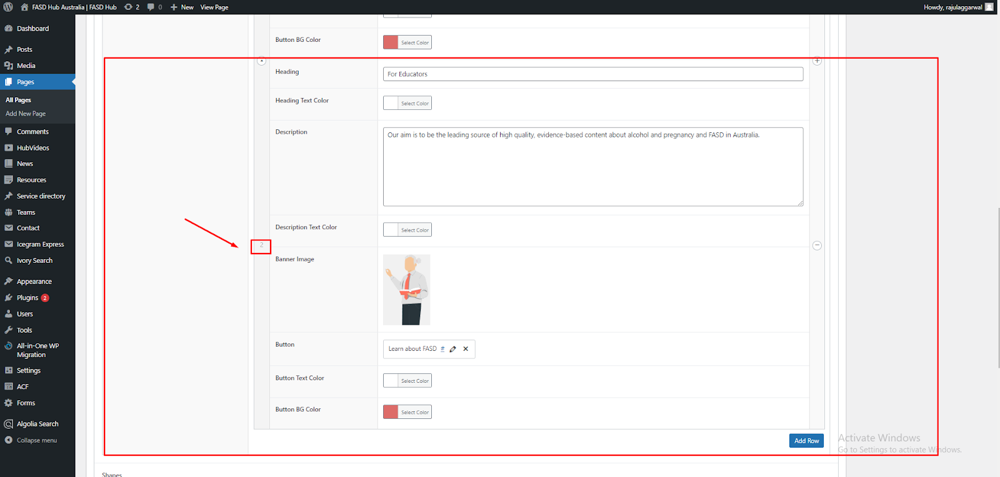 FASD Hub Australia | FASD Hub 2 0 New View Page Howdy, rajulaggarwal
Dashboard
Posts
Media
Pages
All Pages
Add New Page
Comments
HubVideos
News
Resources
Service directory
Teams
Contact
Icegram Express
Ivory Search
Appearance
Plugins 2
Users
Tools
All-in-One WP
Migration
Settings
ACF
Forms
Algolia Search
Collapse menu
Button BG Color Select Color
Heading For Educators
Heading Text Color Select Color
Description Our aim is to be the leading source of high quality, evidence-based content about alcohol and pregnancy and FASD in Australia.
Description Text Color Select Color
2
Banner Image
Button Learn about FASD #
Button Text Color Select Color
Button BG Color Select Color
Add Row
Activate Windows
Go to Settings to activate Windows.
Shapes